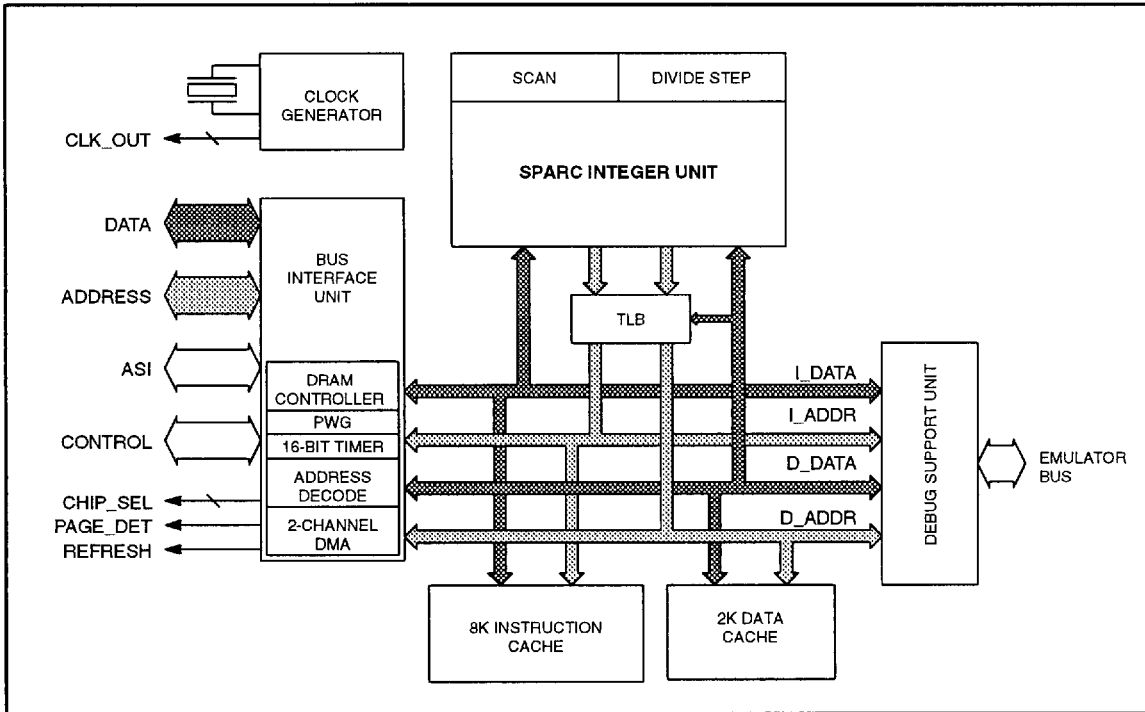 CLOCK
GENERATOR
CLK_OUT
SCAN
DIVIDE STEP
SPARC INTEGER UNIT
DATA
ADDRESS
ASI
CONTROL
CHIP_SEL
PAGE_DET
REFRESH
BUS
INTERFACE
UNIT
DRAM
CONTROLLER
PWG
16-BIT TIMER
ADDRESS
DECODE
2-CHANNEL
DMA
TLB
I_DATA
I_ADDR
D_DATA
D_ADDR
DEBUG SUPPORT UNIT
EMULATOR
BUS
8K INSTRUCTION
CACHE
2K DATA
CACHE